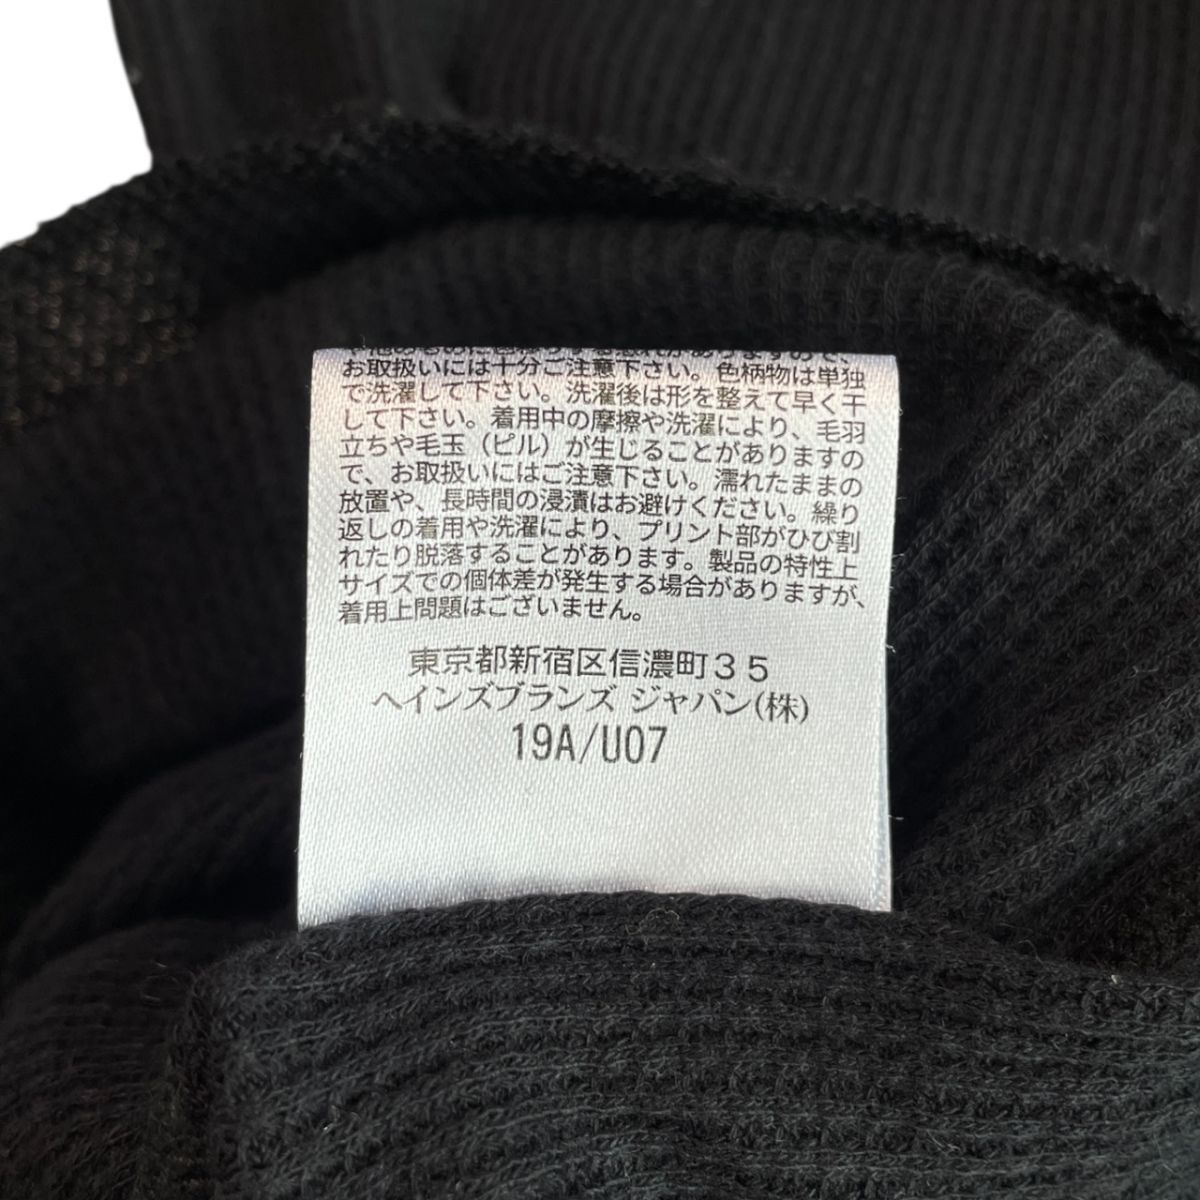 お取扱いには十分ご注意下さい。色柄物は単独
で洗濯して下さい。洗濯後は形を整えて早く干
して下さい。着用中の摩擦や洗濯により、毛羽
立ちや毛玉（ピル）が生じることがありますの
で、お取扱いにはご注意下さい。濡れたままの
放置や、長時間の浸漬はお避けください。繰り
返しの着用や洗濯により、プリント部がひび割
れたり脱落することがあります。製品の特性上
サイズでの個体差が発生する場合がありますが、
着用上問題はございません。
東京都新宿区信濃町３５
ヘインズブランズ ジャパン(株)
19A/U07